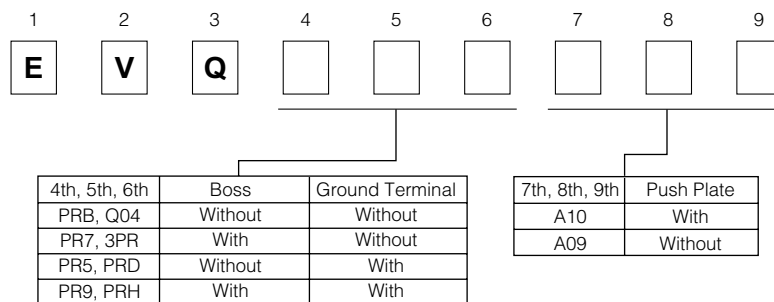 1 2 3 4 5 6 7 8 9
E V Q
4th, 5th, 6th Boss Ground Terminal
PRB, Q04 Without Without
PR7, 3PR With Without
PR5, PRD Without With
PR9, PRH With With
7th, 8th, 9th Push Plate
A10 With
A09 Without